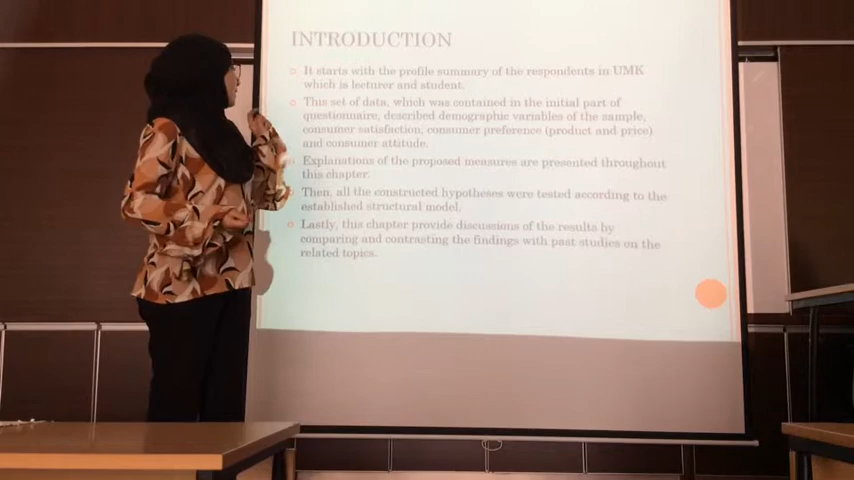 INTRODUCTION
It starts with the profile summary of the respondents in UMK
which is lecturer and student.
This set of data, which was contained in the initial part of
questionnaire, described demographic variables of the sample,
consumer satisfaction, consumer preference (product and price)
and consumer attitude.
Explanations of the proposed measures are presented throughout
this chapter.
Then, all the constructed hypotheses were tested according to the
established structural model.
Lastly, this chapter provide discussions of the results by
comparing and contrasting the findings with past studies on the
related topics.